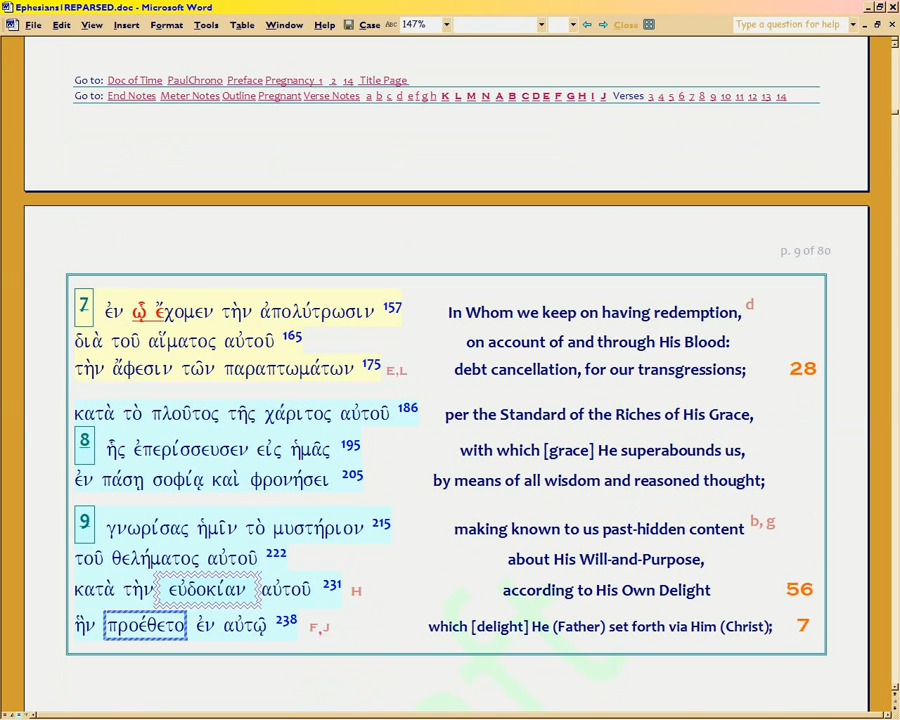 Ephesians1REPARSED.doc - Microsoft Word
File Edit View Insert Format Tools Table Window Help Case 147% Close Type a question for help
Go to: Doc of Time PaulChrono Preface Pregnancy 1 2 14 Title Page
Go to: End Notes Meter Notes Outline Pregnant Verse Notes a b c d e f g h K L M N A B C D E F G H I J Verses 3 4 5 6 7 8 9 10 11 12 13 14
p. 9 of 80
7 ἐν ᾧ ἔχομεν τὴν ἀπολύτρωσιν 157 In Whom we keep on having redemption, d
διὰ τοῦ αἵματος αὐτοῦ 165 on account of and through His Blood:
τὴν ἄφεσιν τῶν παραπτωμάτων 175 E,L debt cancellation, for our transgressions; 28
κατὰ τὸ πλοῦτος τῆς χάριτος αὐτοῦ 186 per the Standard of the Riches of His Grace,
8 ἧς ἐπερίσσευσεν εἰς ἡμᾶς 195 with which [grace] He superabounds us,
ἐν πάσῃ σοφίᾳ καὶ φρονήσει 205 by means of all wisdom and reasoned thought;
9 γνωρίσας ἡμῖν τὸ μυστήριον 215 making known to us past-hidden content b, g
τοῦ θελήματος αὐτοῦ 222 about His Will-and-Purpose,
κατὰ τὴν εὐδοκίαν αὐτοῦ 231 H according to His Own Delight 56
ἣν προέθετο ἐν αὐτῷ 238 F,J which [delight] He (Father) set forth via Him (Christ); 7